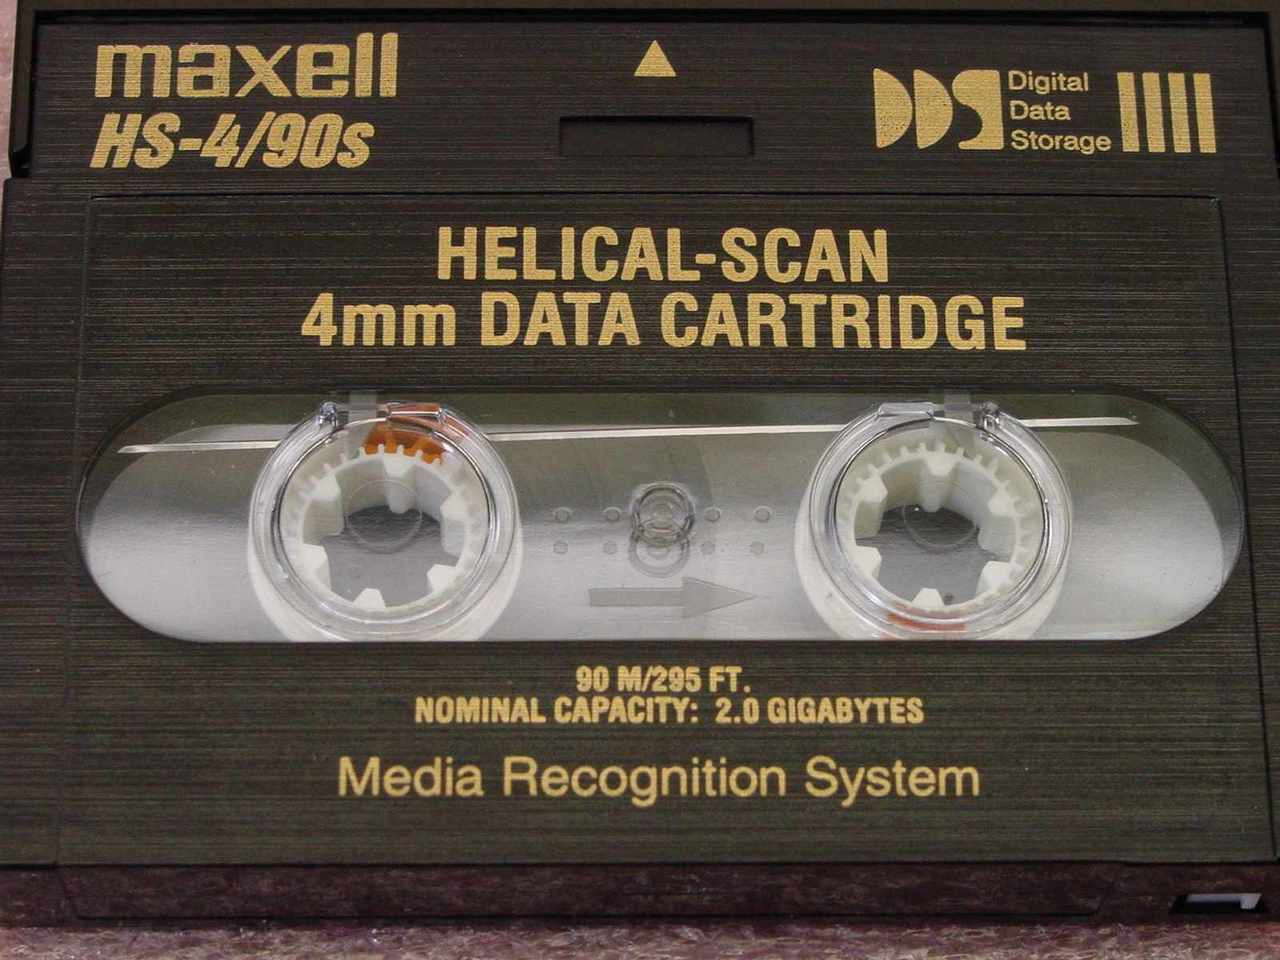 maxell
HS-4/90s
DDS
Digital
Data
Storage
HELICAL-SCAN
4mm DATA CARTRIDGE
90 M/295 FT.
NOMINAL CAPACITY: 2.0 GIGABYTES
Media Recognition System